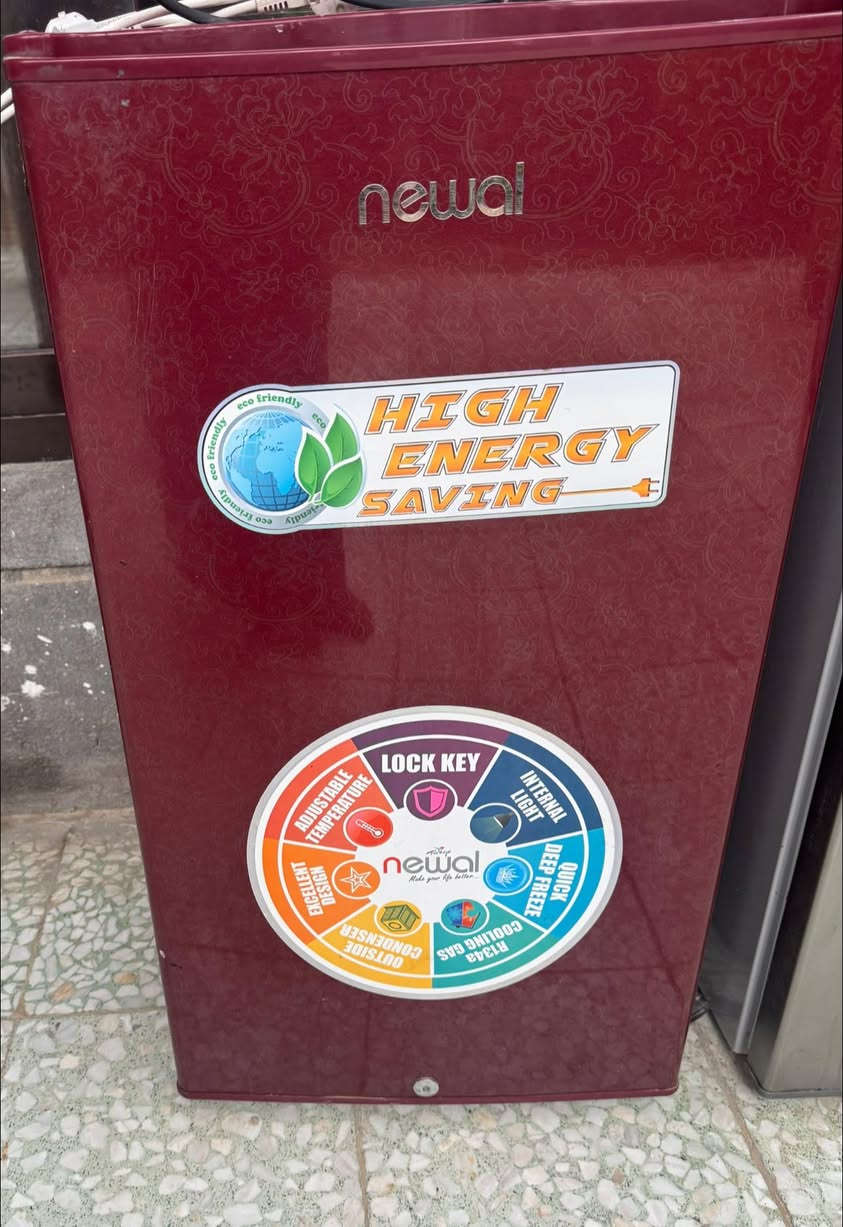 newal
eco friendly
eco friendly
eco friendly
eco friendly
eco
HIGH
ENERGY
SAVING
LOCK KEY
INTERNAL
LIGHT
QUICK
DEEP FREEZE
R134a
COOLING GAS
OUTSIDE
CONDENSER
EXCELLENT
DESIGN
ADJUSTABLE
TEMPERATURE
newal
Make your life better...